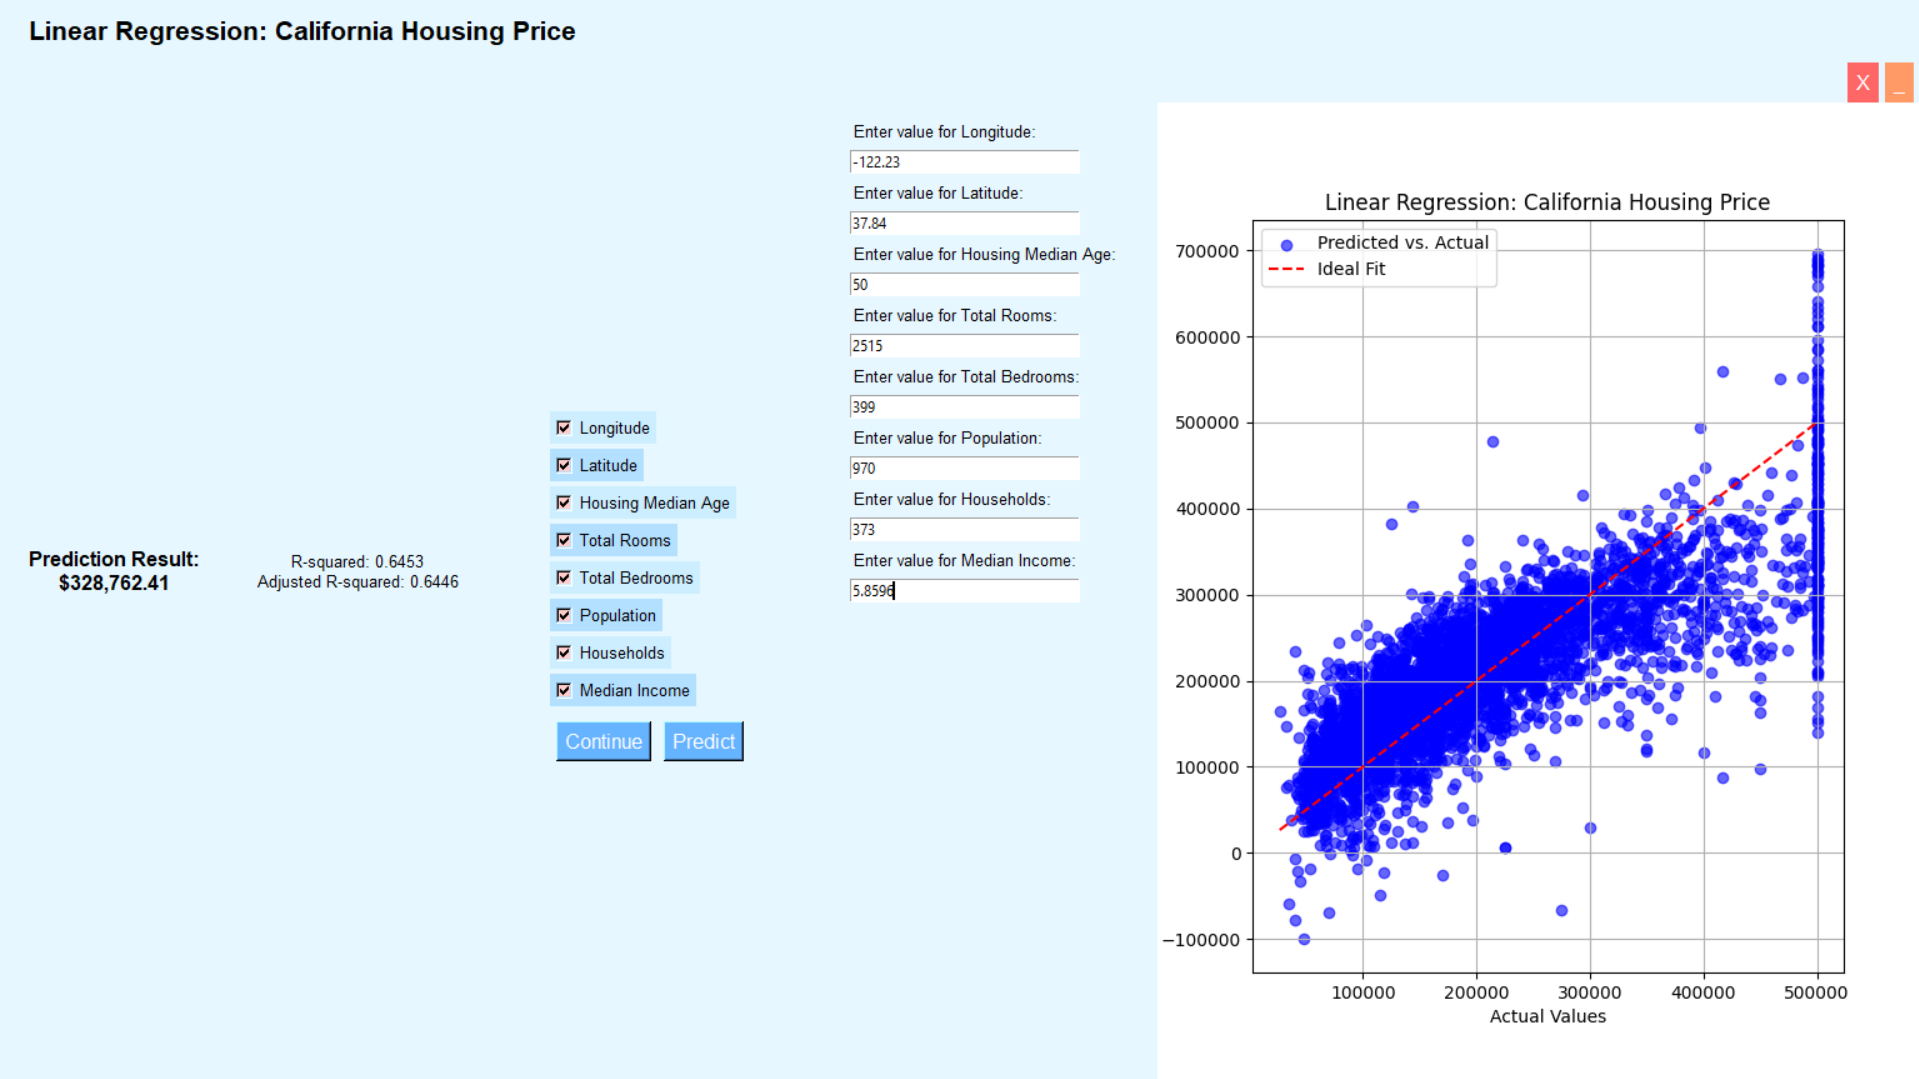 Linear Regression: California Housing Price
X _
Prediction Result:
$328,762.41
R-squared: 0.6453
Adjusted R-squared: 0.6446
Longitude
Latitude
Housing Median Age
Total Rooms
Total Bedrooms
Population
Households
Median Income
Continue Predict
Enter value for Longitude:
-122.23
Enter value for Latitude:
37.84
Enter value for Housing Median Age:
50
Enter value for Total Rooms:
2515
Enter value for Total Bedrooms:
399
Enter value for Population:
970
Enter value for Households:
373
Enter value for Median Income:
5.8596
Linear Regression: California Housing Price
Predicted vs. Actual
Ideal Fit
700000
600000
500000
400000
300000
200000
100000
0
−100000
100000 200000 300000 400000 500000
Actual Values